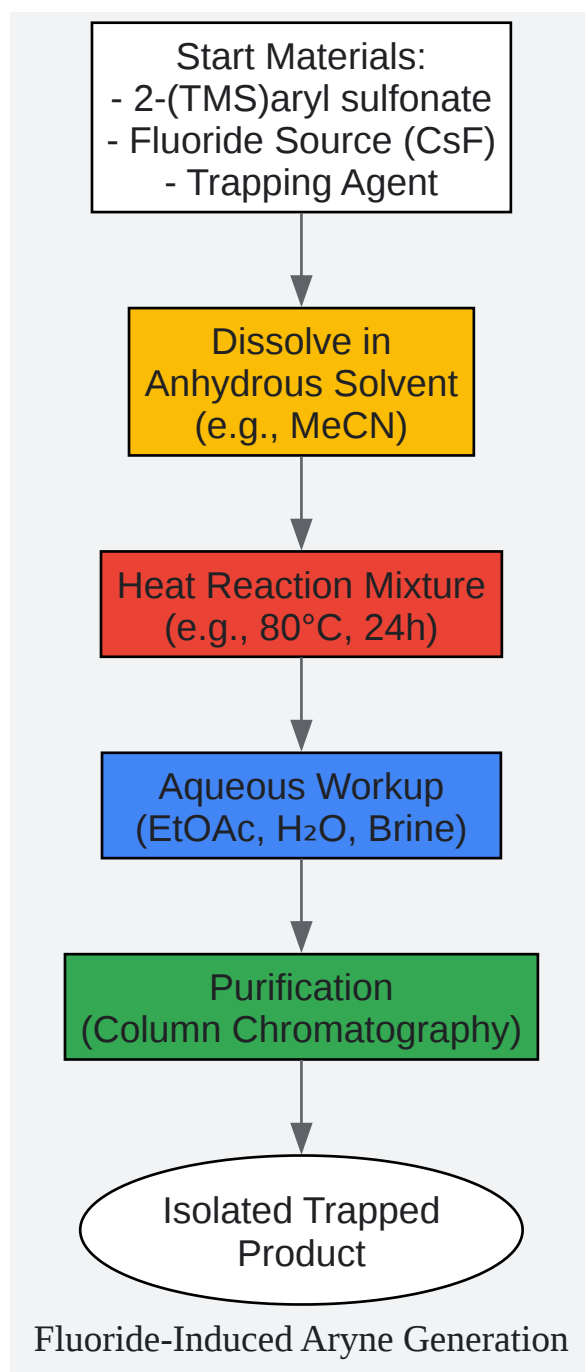 Start Materials:
- 2-(TMS)aryl sulfonate
- Fluoride Source (CsF)
- Trapping Agent
Dissolve in
Anhydrous Solvent
(e.g., MeCN)
Heat Reaction Mixture
(e.g., 80°C, 24h)
Aqueous Workup
(EtOAc, H₂O, Brine)
Purification
(Column Chromatography)
Isolated Trapped
Product
Fluoride-Induced Aryne Generation